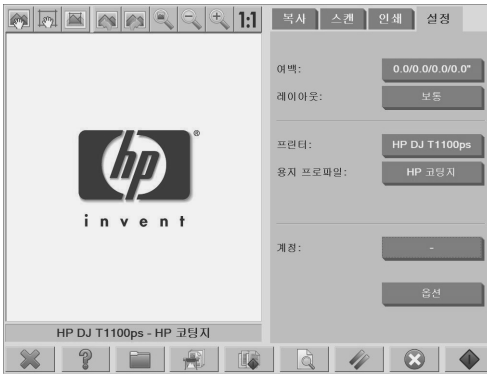 1:1
복사 스캔 인쇄 설정
여백: 0.0/0.0/0.0/0.0"
레이아웃: 보통
프린터: HP DJ T1100ps
용지 프로파일: HP 코팅지
계정: -
옵션
hp ®
invent
HP DJ T1100ps - HP 코팅지